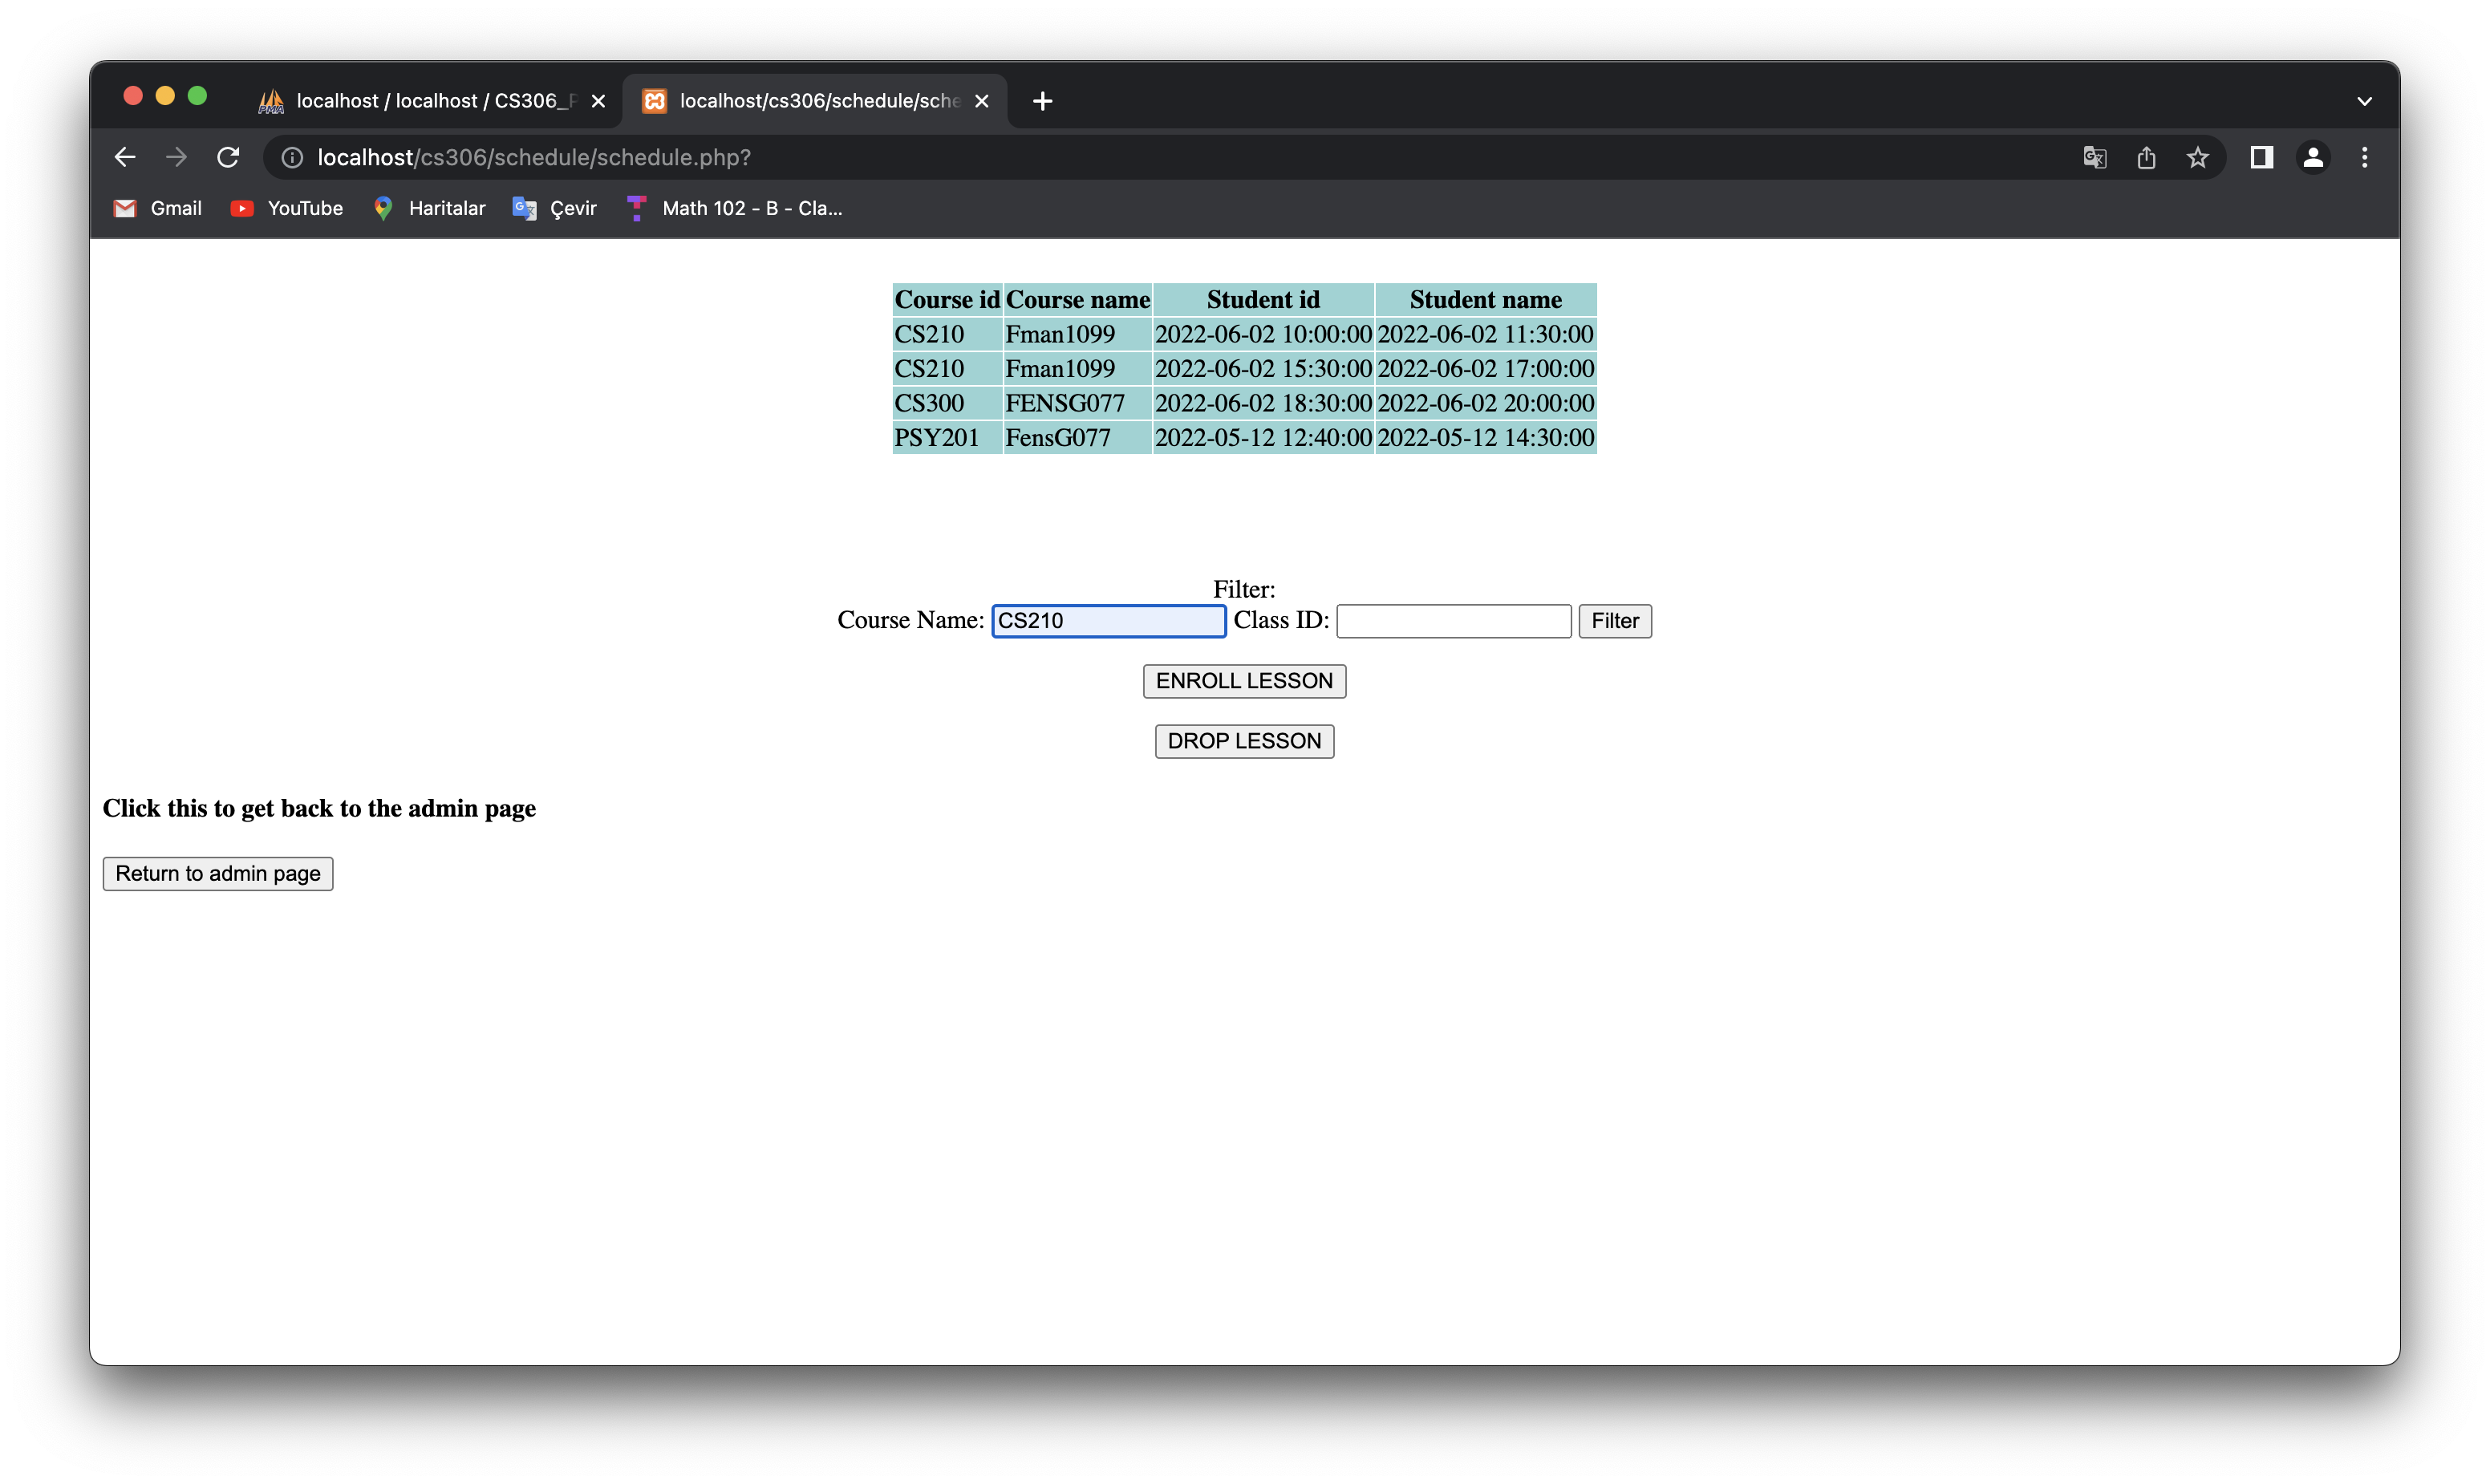 localhost / localhost / CS306_P
localhost/cs306/schedule/sche
localhost/cs306/schedule/schedule.php?
Gmail YouTube Haritalar Çevir Math 102 - B - Cla...
Course id Course name Student id Student name
CS210 Fman1099 2022-06-02 10:00:00 2022-06-02 11:30:00
CS210 Fman1099 2022-06-02 15:30:00 2022-06-02 17:00:00
CS300 FENSG077 2022-06-02 18:30:00 2022-06-02 20:00:00
PSY201 FensG077 2022-05-12 12:40:00 2022-05-12 14:30:00
Filter:
Course Name: CS210 Class ID: Filter
ENROLL LESSON
DROP LESSON
Click this to get back to the admin page
Return to admin page